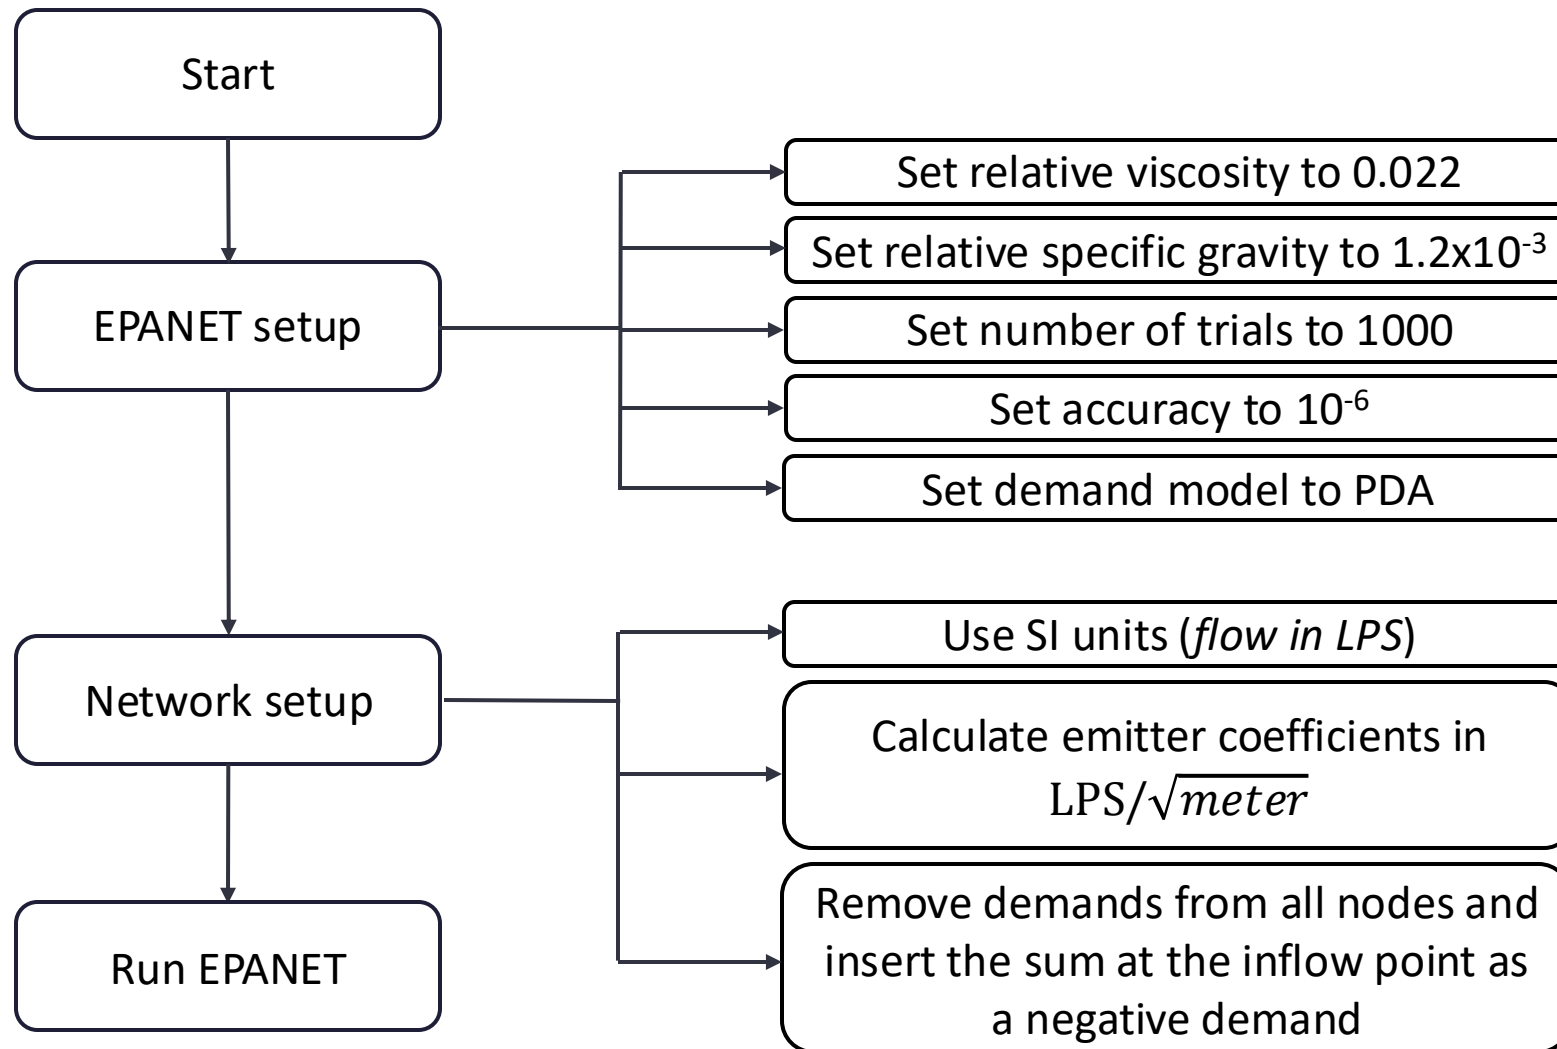 Start
EPANET setup
Set relative viscosity to 0.022
Set relative specific gravity to 1.2x10⁻³
Set number of trials to 1000
Set accuracy to 10⁻⁶
Set demand model to PDA
Network setup
Use SI units (flow in LPS)
Calculate emitter coefficients in
LPS/√meter
Remove demands from all nodes and
insert the sum at the inflow point as
a negative demand
Run EPANET